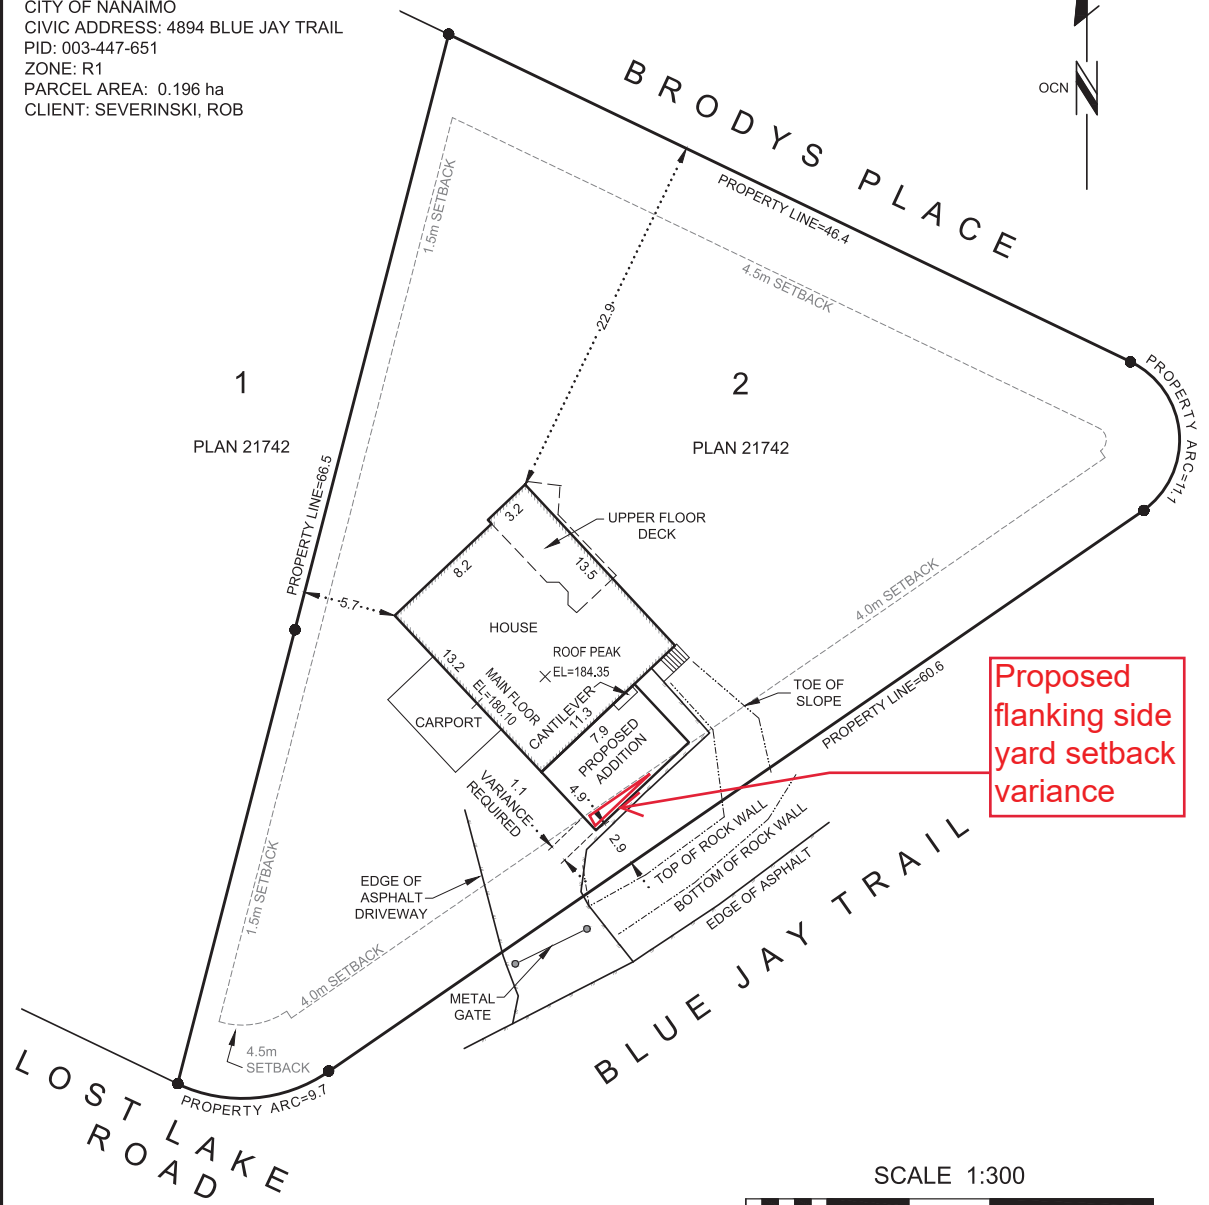 CITY OF NANAIMO
CIVIC ADDRESS: 4894 BLUE JAY TRAIL
PID: 003-447-651
ZONE: R1
PARCEL AREA: 0.196 ha
CLIENT: SEVERINSKI, ROB
OCN
N
BRODYS PLACE
PROPERTY LINE=46.4
1.5m SETBACK
4.5m SETBACK
22.9
PROPERTY ARC=11.1
1
PLAN 21742
2
PLAN 21742
PROPERTY LINE=66.5
3.2
UPPER FLOOR
DECK
13.5
8.2
5.7
4.0m SETBACK
HOUSE
ROOF PEAK
EL=184.35
13.2
MAIN FLOOR
EL=180.10
CARPORT
CANTILEVER
11.3
7.9
PROPOSED
ADDITION
TOE OF
SLOPE
PROPERTY LINE=60.6
Proposed
flanking side
yard setback
variance
1.1
VARIANCE
REQUIRED
4.9
2.9
TOP OF ROCK WALL
BOTTOM OF ROCK WALL
EDGE OF ASPHALT
EDGE OF
ASPHALT
DRIVEWAY
1.5m SETBACK
4.0m SETBACK
METAL
GATE
BLUE JAY TRAIL
4.5m
SETBACK
PROPERTY ARC=9.7
LOST LAKE
ROAD
SCALE 1:300